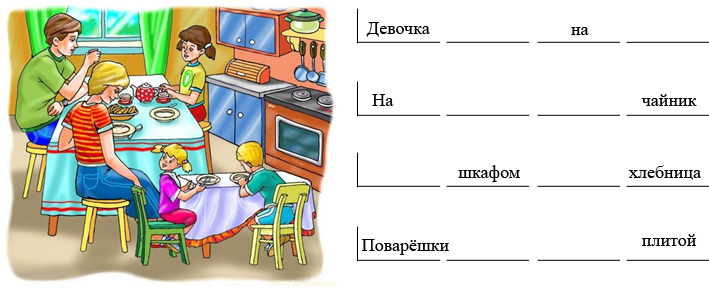 Девочка на
На чайник
шкафом хлебница
Поварёшки плитой